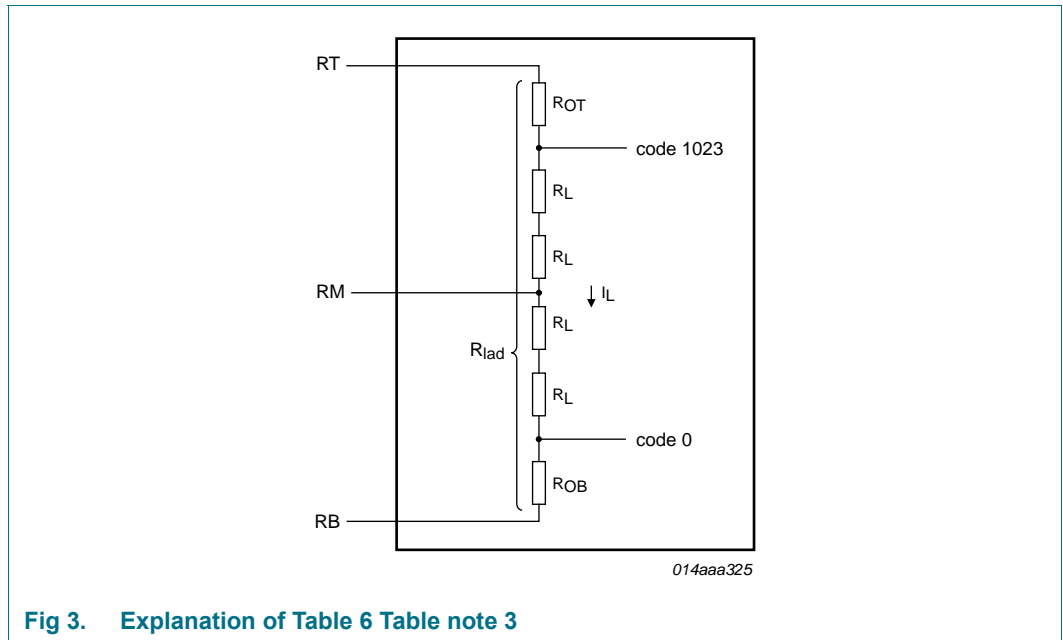 RT
ROT
code 1023
RL
RL
RM
IL
RL
Rlad
RL
code 0
ROB
RB
014aaa325
Fig 3. Explanation of Table 6 Table note 3